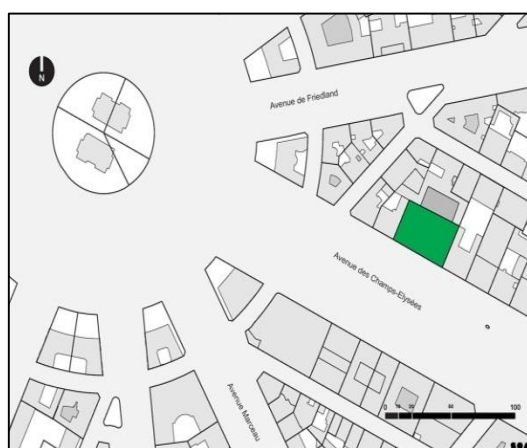 N
Avenue de Friedland
Avenue des Champs-Elysées
Avenue Marceau
0
100